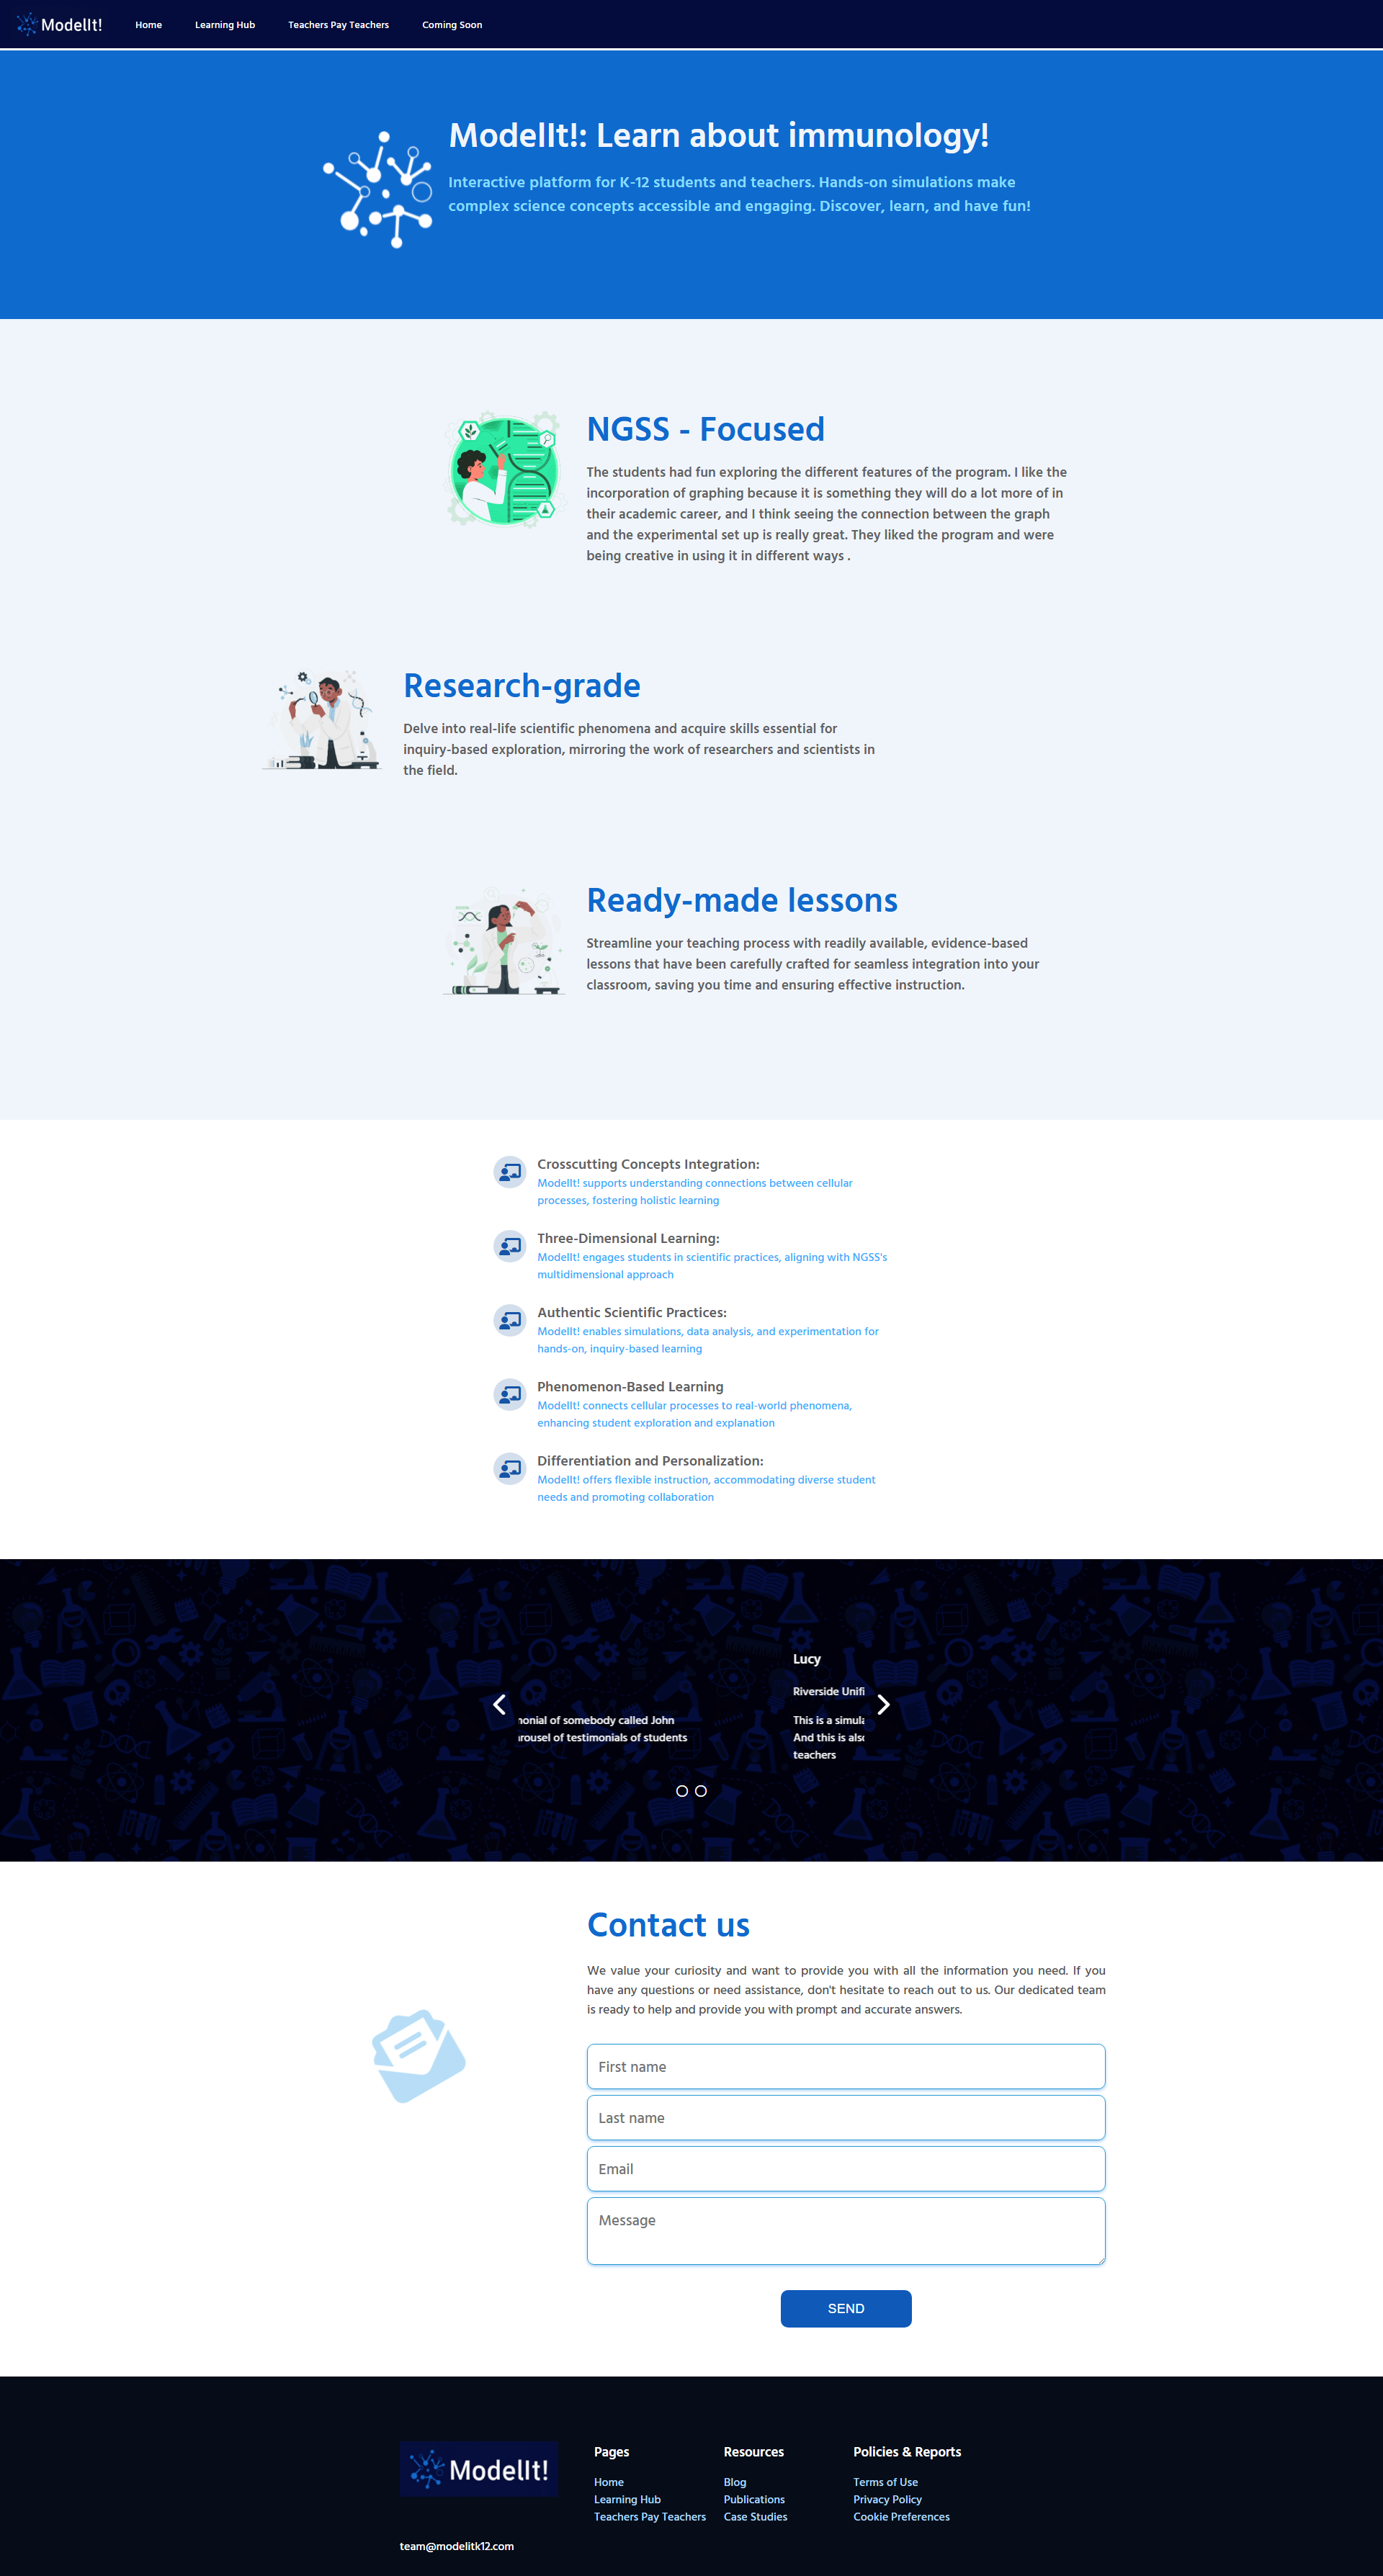 ModelIt!
Home
Learning Hub
Teachers Pay Teachers
Coming Soon
ModelIt!: Learn about immunology!
Interactive platform for K-12 students and teachers. Hands-on simulations make
complex science concepts accessible and engaging. Discover, learn, and have fun!
NGSS - Focused
The students had fun exploring the different features of the program. I like the
incorporation of graphing because it is something they will do a lot more of in
their academic career, and I think seeing the connection between the graph
and the experimental set up is really great. They liked the program and were
being creative in using it in different ways .
Research-grade
Delve into real-life scientific phenomena and acquire skills essential for
inquiry-based exploration, mirroring the work of researchers and scientists in
the field.
Ready-made lessons
Streamline your teaching process with readily available, evidence-based
lessons that have been carefully crafted for seamless integration into your
classroom, saving you time and ensuring effective instruction.
Crosscutting Concepts Integration:
ModelIt! supports understanding connections between cellular
processes, fostering holistic learning
Three-Dimensional Learning:
ModelIt! engages students in scientific practices, aligning with NGSS's
multidimensional approach
Authentic Scientific Practices:
ModelIt! enables simulations, data analysis, and experimentation for
hands-on, inquiry-based learning
Phenomenon-Based Learning
ModelIt! connects cellular processes to real-world phenomena,
enhancing student exploration and explanation
Differentiation and Personalization:
ModelIt! offers flexible instruction, accommodating diverse student
needs and promoting collaboration
of somebody called John
of testimonials of students
Lucy
Riverside
This is a
And this is
teachers
Contact us
We value your curiosity and want to provide you with all the information you need. If you
have any questions or need assistance, don't hesitate to reach out to us. Our dedicated team
is ready to help and provide you with prompt and accurate answers.
First name
Last name
Email
Message
SEND
ModelIt!
team@modelitk12.com
Pages
Home
Learning Hub
Teachers Pay Teachers
Resources
Blog
Publications
Case Studies
Policies & Reports
Terms of Use
Privacy Policy
Cookie Preferences